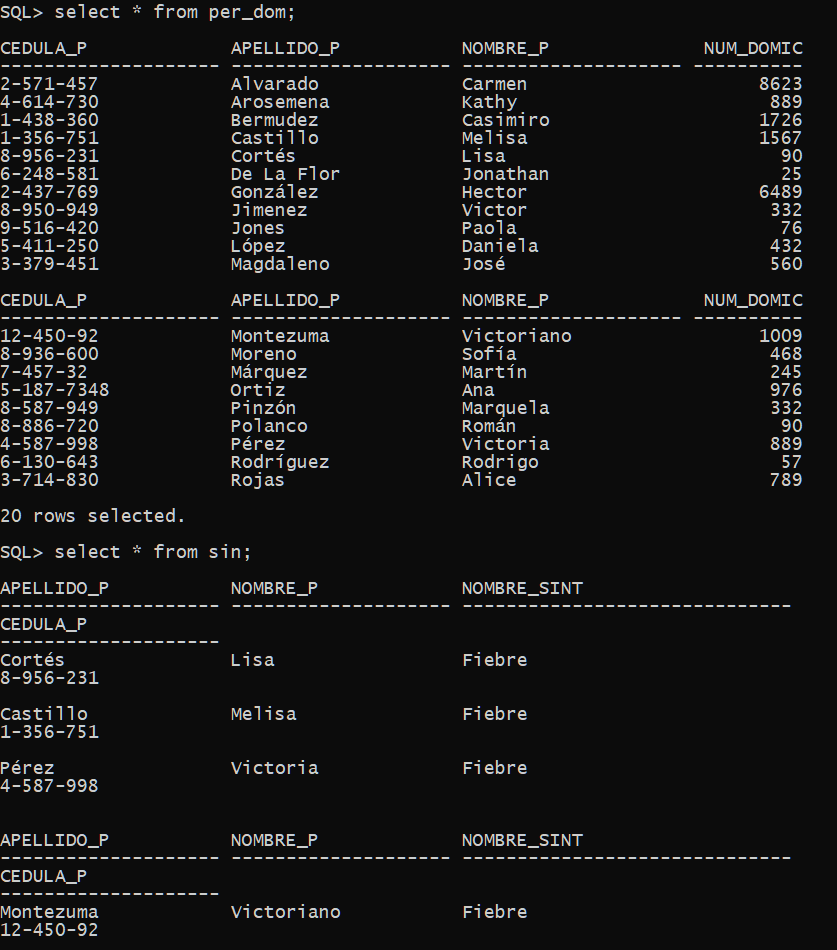 SQL> select * from per_dom;
CEDULA_P APELLIDO_P NOMBRE_P NUM_DOMIC
-------------------- -------------------- -------------------- ----------
2-571-457 Alvarado Carmen 8623
4-614-730 Arosemena Kathy 889
1-438-360 Bermudez Casimiro 1726
1-356-751 Castillo Melisa 1567
8-956-231 Cortés Lisa 90
6-248-581 De La Flor Jonathan 25
2-437-769 González Hector 6489
8-950-949 Jimenez Victor 332
9-516-420 Jones Paola 76
5-411-250 López Daniela 432
3-379-451 Magdaleno José 560
CEDULA_P APELLIDO_P NOMBRE_P NUM_DOMIC
-------------------- -------------------- -------------------- ----------
12-450-92 Montezuma Victoriano 1009
8-936-600 Moreno Sofía 468
7-457-32 Márquez Martín 245
5-187-7348 Ortiz Ana 976
8-587-949 Pinzón Marquela 332
8-886-720 Polanco Román 90
4-587-998 Pérez Victoria 889
6-130-643 Rodríguez Rodrigo 57
3-714-830 Rojas Alice 789
20 rows selected.
SQL> select * from sin;
APELLIDO_P NOMBRE_P NOMBRE_SINT
-------------------- -------------------- ------------------------------
CEDULA_P
--------------------
Cortés Lisa Fiebre
8-956-231
Castillo Melisa Fiebre
1-356-751
Pérez Victoria Fiebre
4-587-998
APELLIDO_P NOMBRE_P NOMBRE_SINT
-------------------- -------------------- ------------------------------
CEDULA_P
--------------------
Montezuma Victoriano Fiebre
12-450-92